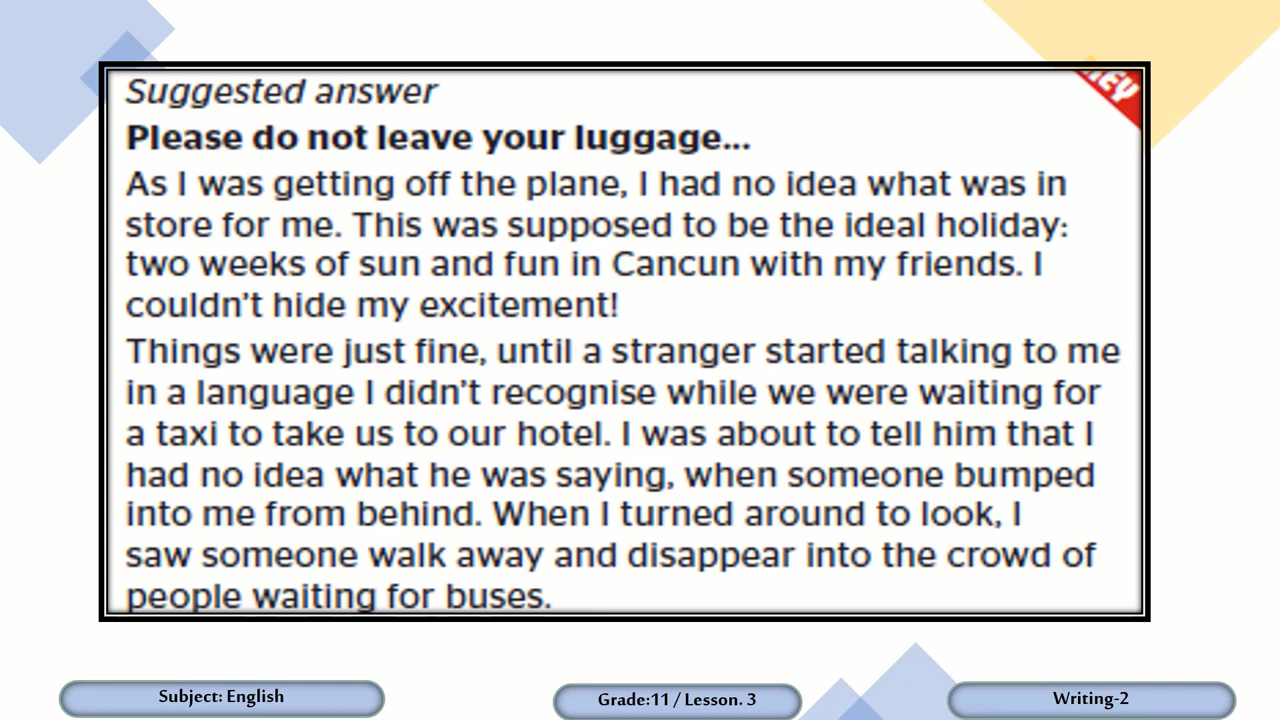 Suggested answer
KEY
Please do not leave your luggage...
As I was getting off the plane, I had no idea what was in
store for me. This was supposed to be the ideal holiday:
two weeks of sun and fun in Cancun with my friends. I
couldn't hide my excitement!
Things were just fine, until a stranger started talking to me
in a language I didn't recognise while we were waiting for
a taxi to take us to our hotel. I was about to tell him that I
had no idea what he was saying, when someone bumped
into me from behind. When I turned around to look, I
saw someone walk away and disappear into the crowd of
people waiting for buses.
Subject: English
Grade:11 / Lesson. 3
Writing-2